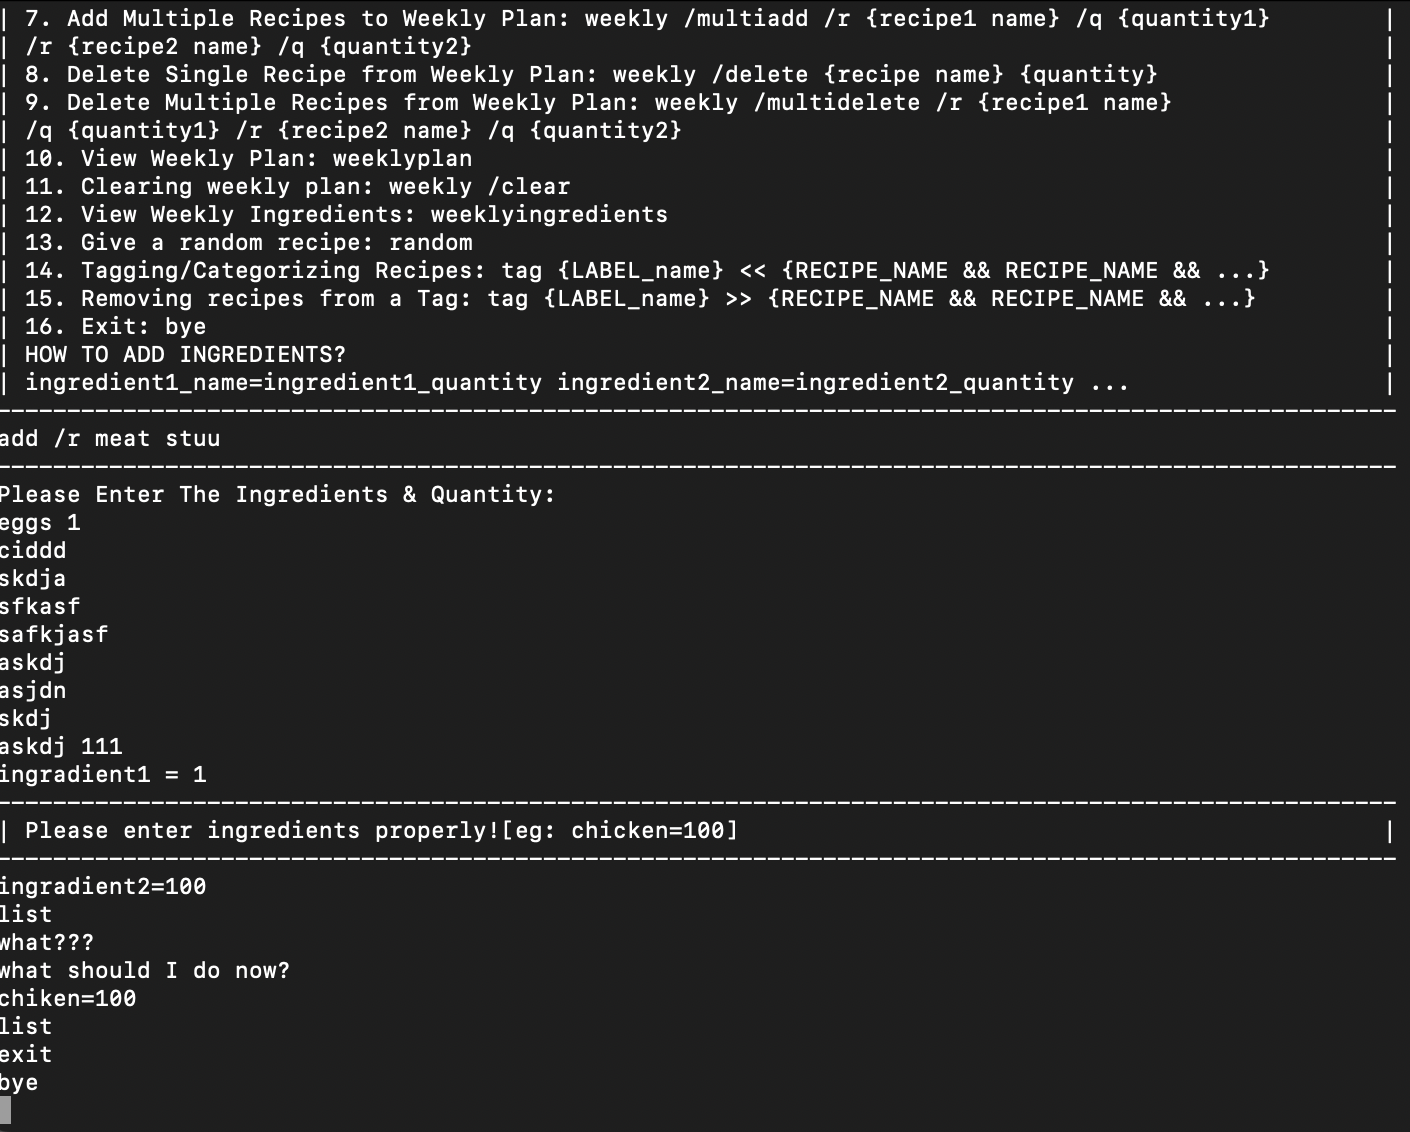 | 7. Add Multiple Recipes to Weekly Plan: weekly /multiadd /r {recipe1 name} /q {quantity1} |
| /r {recipe2 name} /q {quantity2} |
| 8. Delete Single Recipe from Weekly Plan: weekly /delete {recipe name} {quantity} |
| 9. Delete Multiple Recipes from Weekly Plan: weekly /multidelete /r {recipe1 name} |
| /q {quantity1} /r {recipe2 name} /q {quantity2} |
| 10. View Weekly Plan: weeklyplan |
| 11. Clearing weekly plan: weekly /clear |
| 12. View Weekly Ingredients: weeklyingredients |
| 13. Give a random recipe: random |
| 14. Tagging/Categorizing Recipes: tag {LABEL_name} << {RECIPE_NAME && RECIPE_NAME && ...} |
| 15. Removing recipes from a Tag: tag {LABEL_name} >> {RECIPE_NAME && RECIPE_NAME && ...} |
| 16. Exit: bye |
| HOW TO ADD INGREDIENTS? |
| ingredient1_name=ingredient1_quantity ingredient2_name=ingredient2_quantity ... |
add /r meat stuu
Please Enter The Ingredients & Quantity:
eggs 1
ciddd
skdja
sfkasf
safkjasf
askdj
asjdn
skdj
askdj 111
ingradient1 = 1
| Please enter ingredients properly![eg: chicken=100] |
ingradient2=100
list
what???
what should I do now?
chiken=100
list
exit
bye